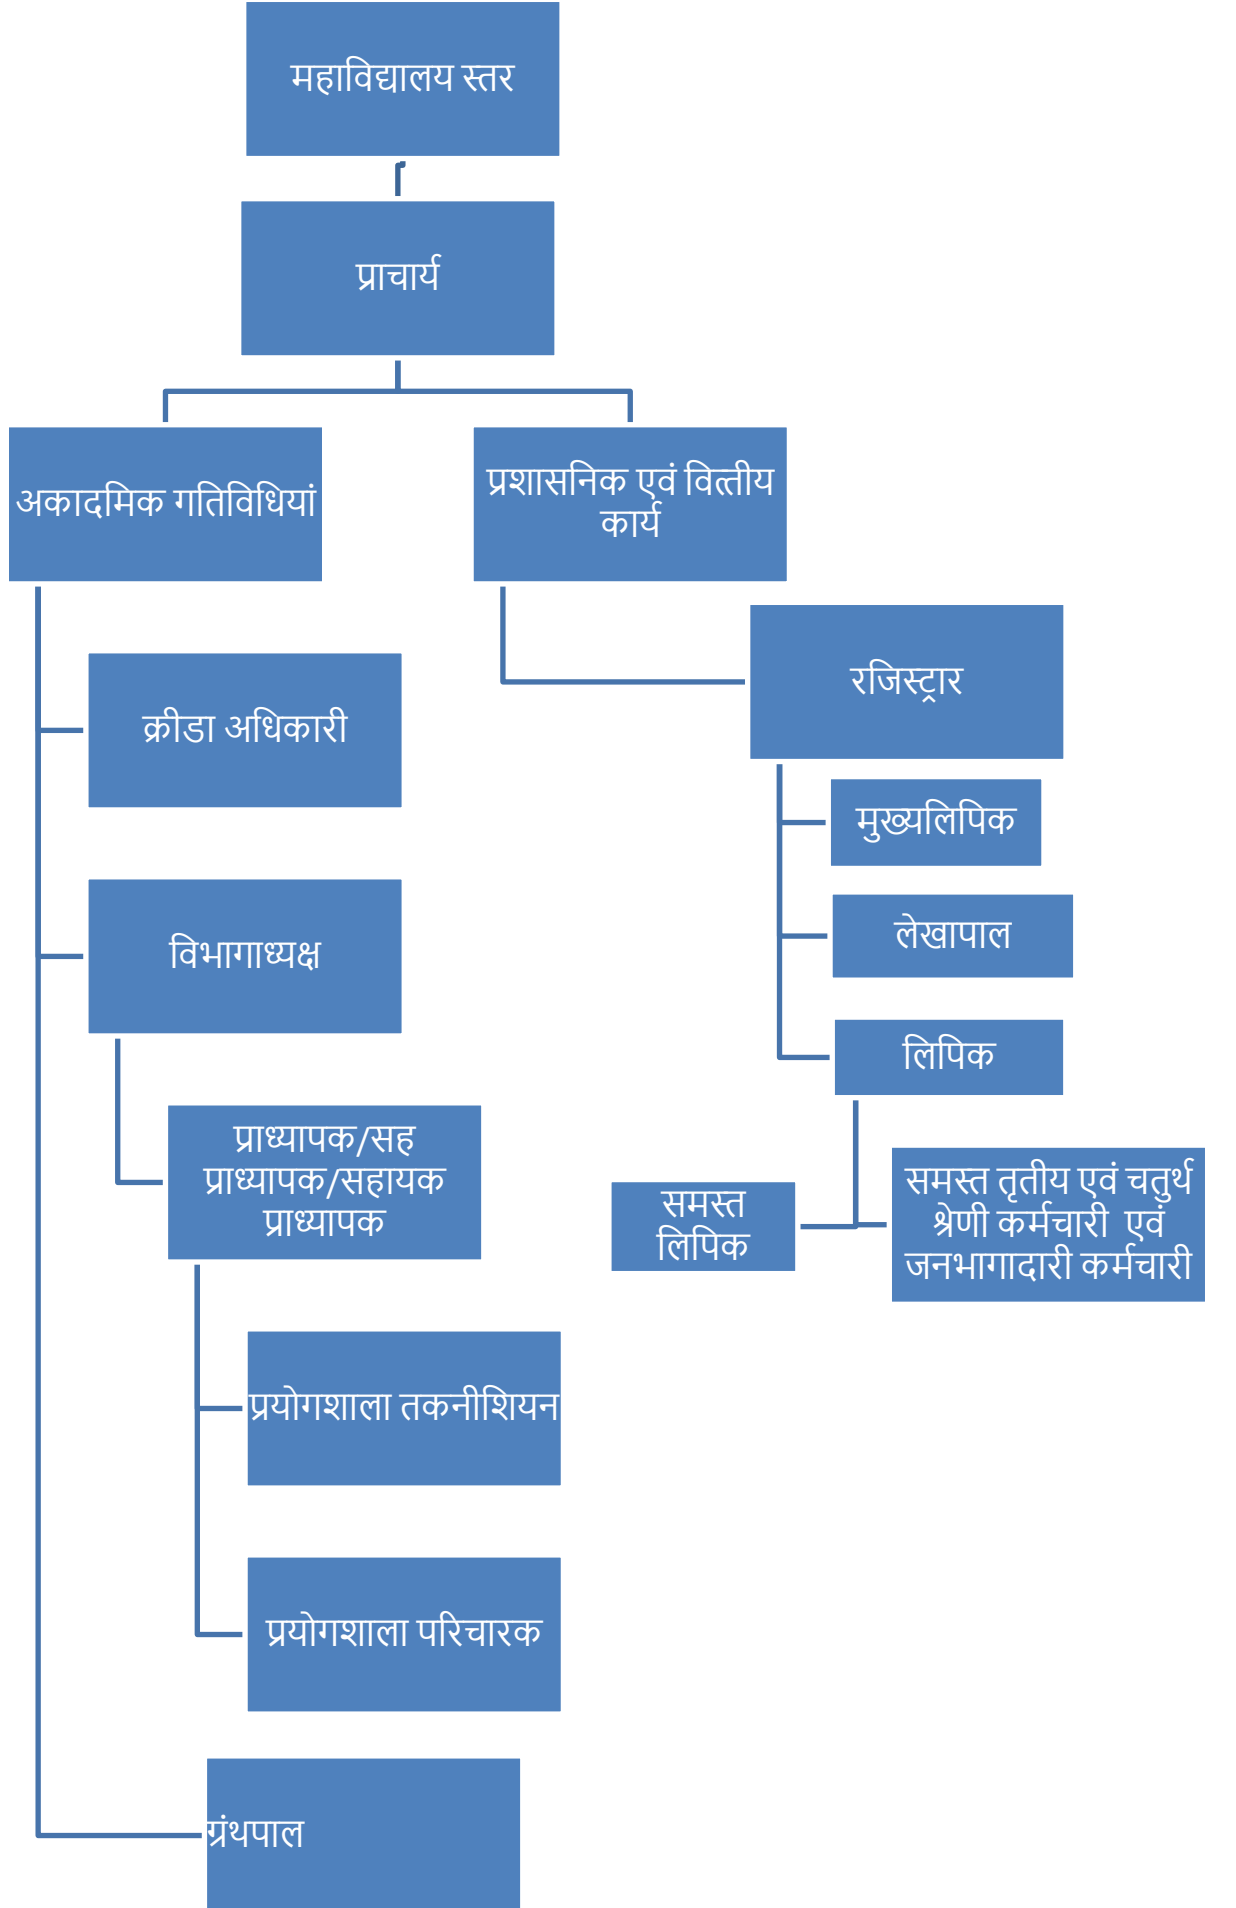 महाविद्यालय स्तर
प्राचार्य
अकादमिक गतिविधियां
प्रशासनिक एवं वित्तीय
कार्य
रजिस्ट्रार
क्रीडा अधिकारी
मुख्यलिपिक
लेखापाल
विभागाध्यक्ष
लिपिक
प्राध्यापक/सह
प्राध्यापक/सहायक
प्राध्यापक
समस्त
लिपिक
समस्त तृतीय एवं चतुर्थ
श्रेणी कर्मचारी एवं
जनभागादारी कर्मचारी
प्रयोगशाला तकनीशियन
प्रयोगशाला परिचारक
ग्रंथपाल